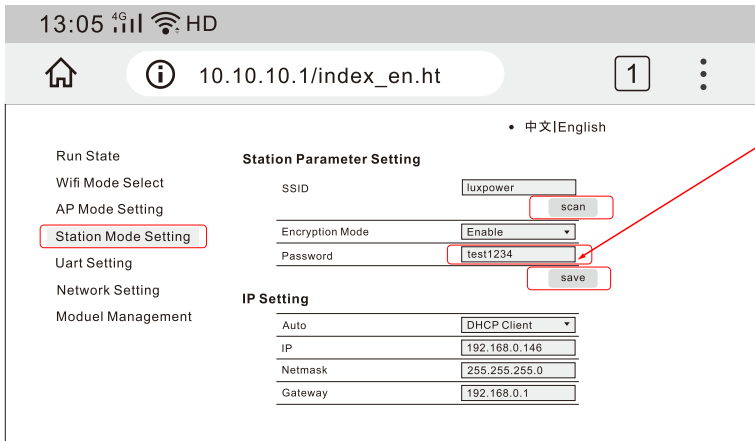 13:05 4G HD
10.10.10.1/index_en.ht
1
• 中文|English
Run State
Wifi Mode Select
AP Mode Setting
Station Mode Setting
Uart Setting
Network Setting
Moduel Management
Station Parameter Setting
SSID luxpower
scan
Encryption Mode Enable
Password test1234
save
IP Setting
Auto DHCP Client
IP 192.168.0.146
Netmask 255.255.255.0
Gateway 192.168.0.1